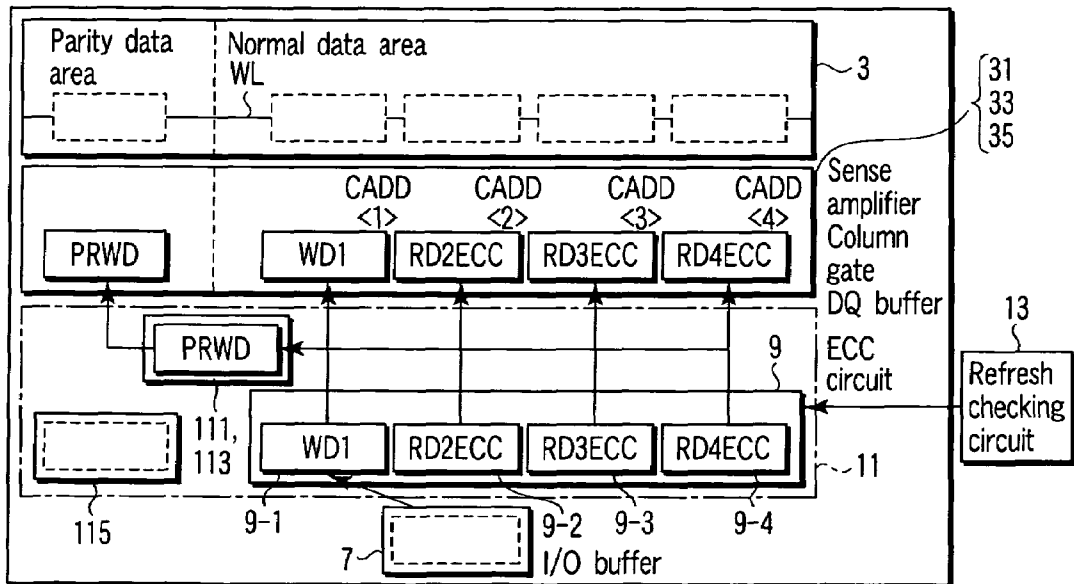 Parity data
area
Normal data area
WL
3
31
33
35
CADD
<1>
CADD
<2>
CADD
<3>
CADD
<4>
Sense
amplifier
Column
gate
DQ buffer
PRWD
WD1
RD2ECC
RD3ECC
RD4ECC
PRWD
9
ECC
circuit
13
Refresh
checking
circuit
111,
113
WD1
RD2ECC
RD3ECC
RD4ECC
11
115
9-1
9-2
9-3
9-4
7
I/O buffer